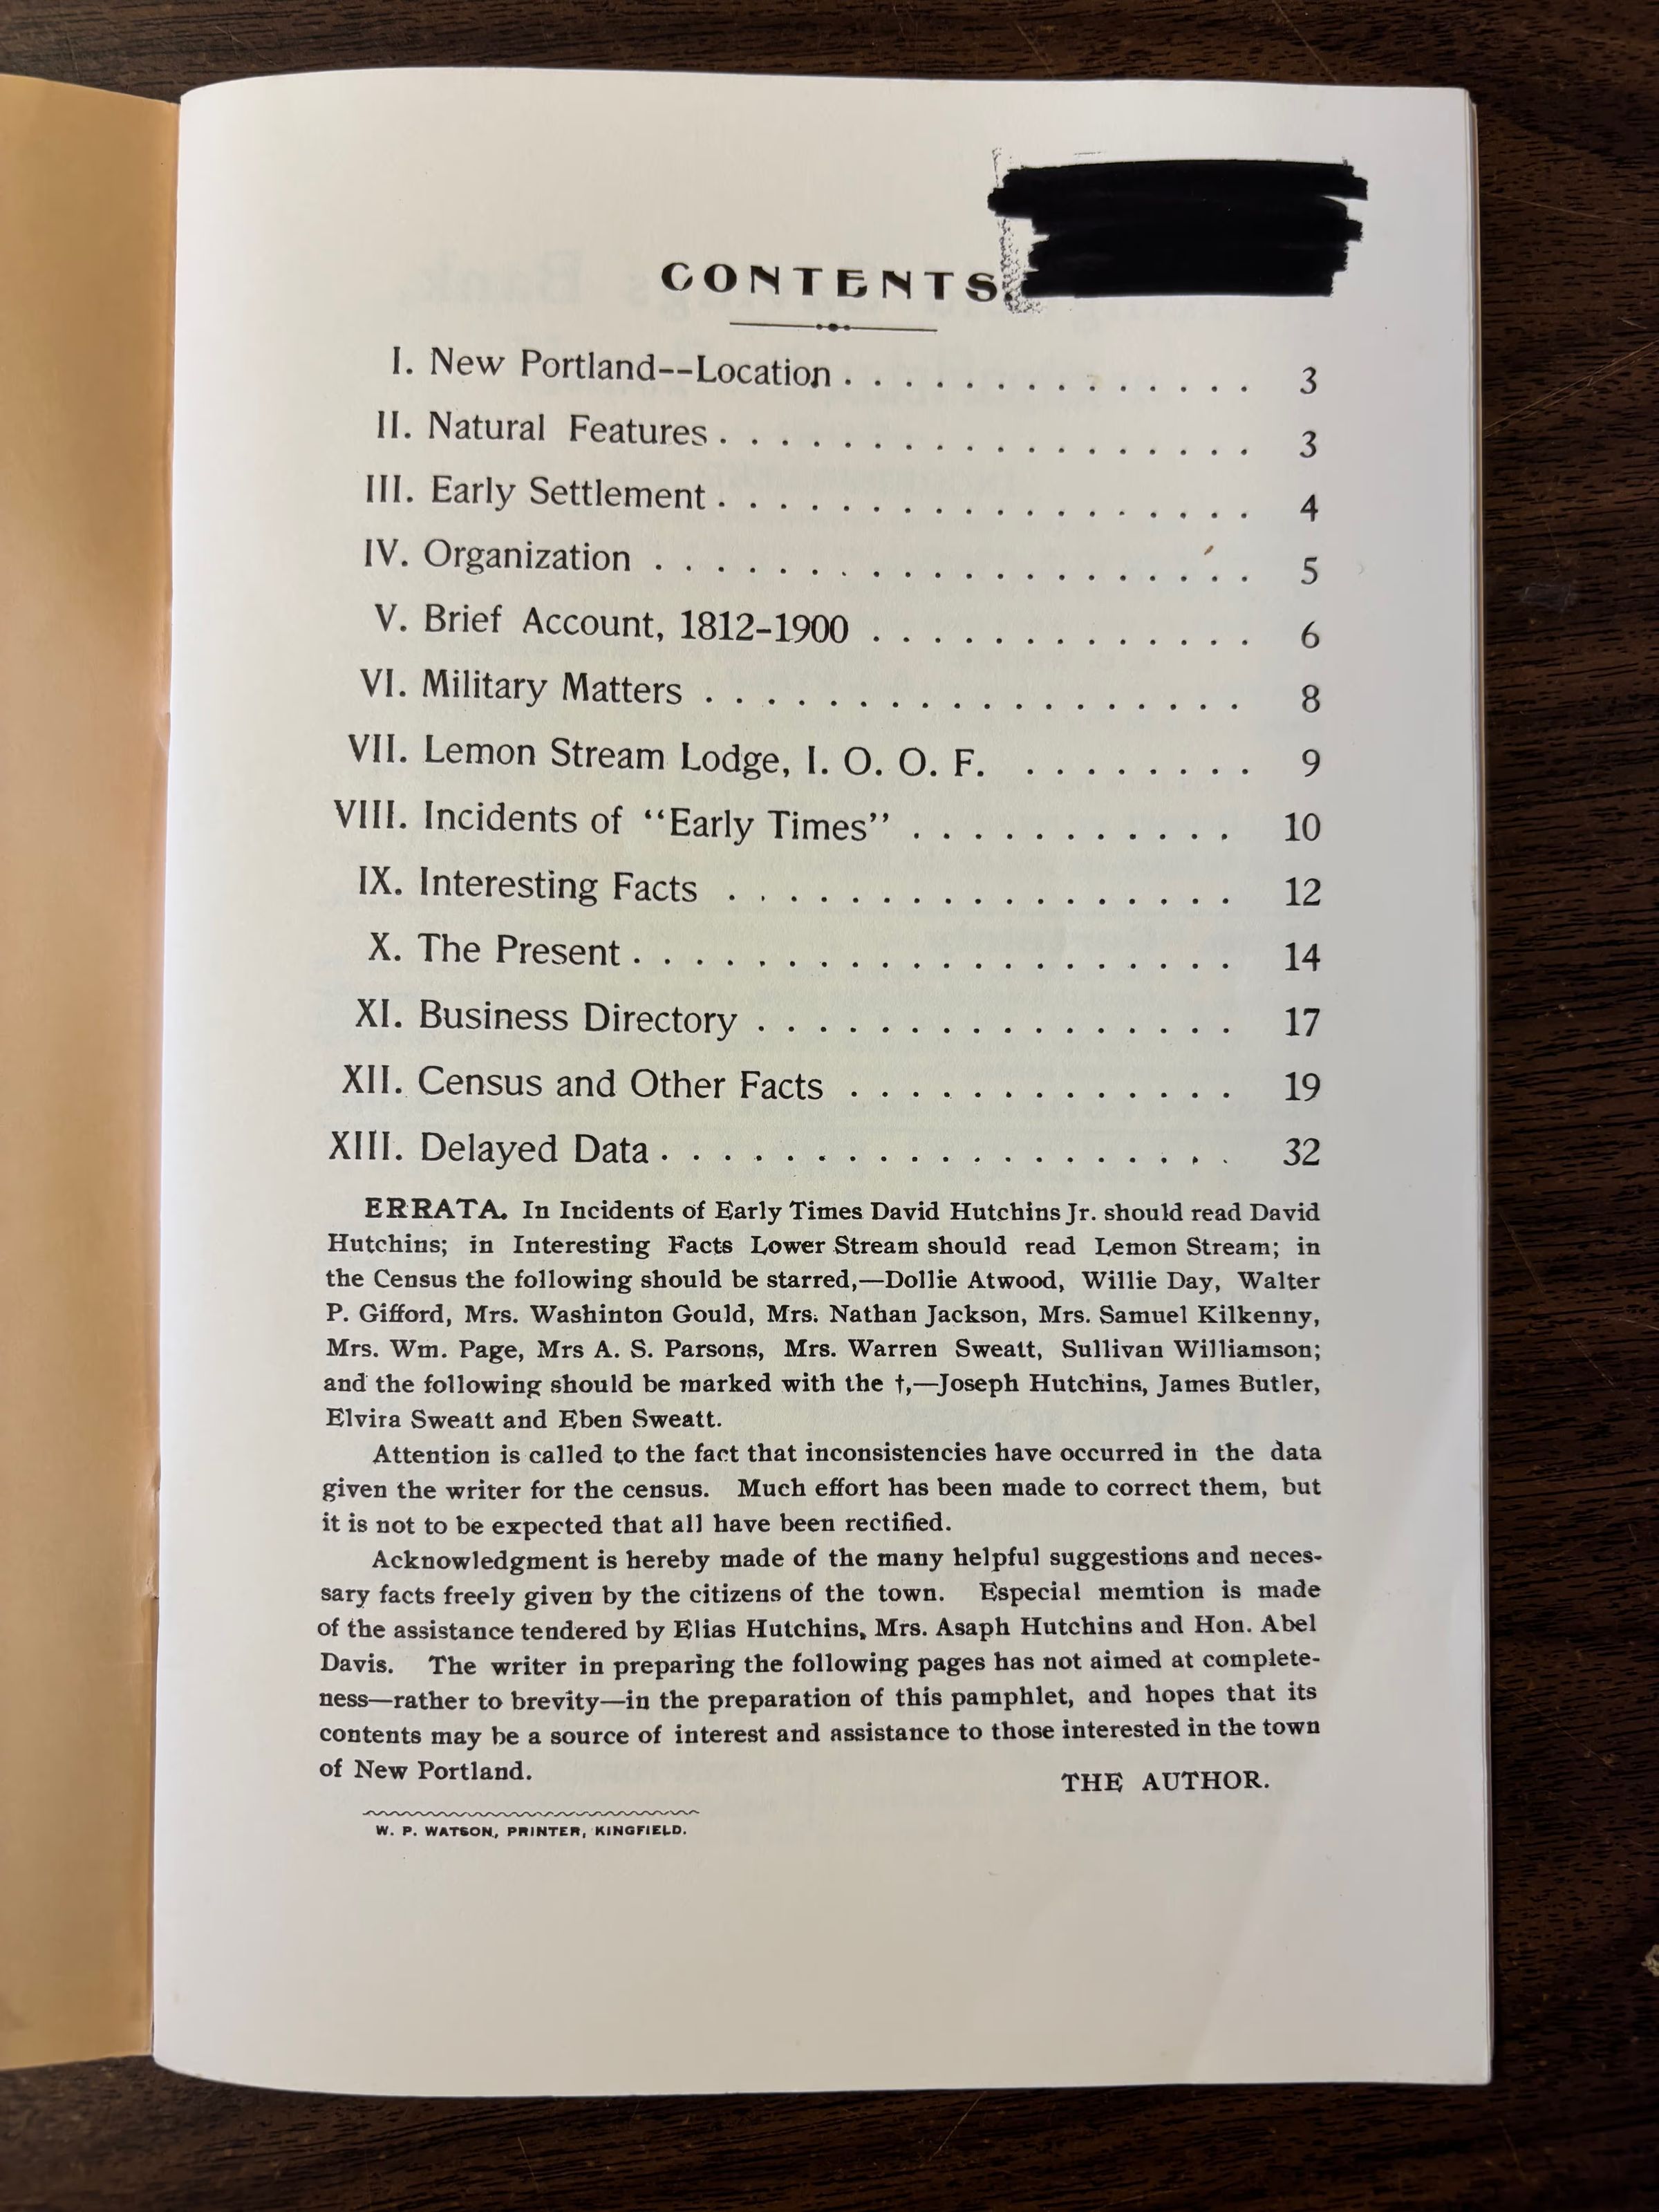 CONTENTS.
I. New Portland--Location . . . . . . . . . . . . . . 3
II. Natural Features . . . . . . . . . . . . . . . . . . 3
III. Early Settlement . . . . . . . . . . . . . . . . . . 4
IV. Organization . . . . . . . . . . . . . . . . . . . . 5
V. Brief Account, 1812-1900 . . . . . . . . . . . . . 6
VI. Military Matters . . . . . . . . . . . . . . . . . . 8
VII. Lemon Stream Lodge, I. O. O. F. . . . . . . . . 9
VIII. Incidents of “Early Times” . . . . . . . . . . . 10
IX. Interesting Facts . . . . . . . . . . . . . . . . . 12
X. The Present . . . . . . . . . . . . . . . . . . . . 14
XI. Business Directory . . . . . . . . . . . . . . . . 17
XII. Census and Other Facts . . . . . . . . . . . . . 19
XIII. Delayed Data . . . . . . . . . . . . . . . . . . . 32
ERRATA. In Incidents of Early Times David Hutchins Jr. should read David
Hutchins; in Interesting Facts Lower Stream should read Lemon Stream; in
the Census the following should be starred,—Dollie Atwood, Willie Day, Walter
P. Gifford, Mrs. Washinton Gould, Mrs. Nathan Jackson, Mrs. Samuel Kilkenny,
Mrs. Wm. Page, Mrs A. S. Parsons, Mrs. Warren Sweatt, Sullivan Williamson;
and the following should be marked with the †,—Joseph Hutchins, James Butler,
Elvira Sweatt and Eben Sweatt.
Attention is called to the fact that inconsistencies have occurred in the data
given the writer for the census. Much effort has been made to correct them, but
it is not to be expected that all have been rectified.
Acknowledgment is hereby made of the many helpful suggestions and neces-
sary facts freely given by the citizens of the town. Especial memtion is made
of the assistance tendered by Elias Hutchins, Mrs. Asaph Hutchins and Hon. Abel
Davis. The writer in preparing the following pages has not aimed at complete-
ness—rather to brevity—in the preparation of this pamphlet, and hopes that its
contents may be a source of interest and assistance to those interested in the town
of New Portland.
THE AUTHOR.
W. P. WATSON, PRINTER, KINGFIELD.